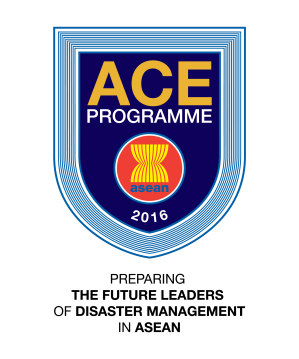 ACE
PROGRAMME
asean
2016
PREPARING
THE FUTURE LEADERS
OF DISASTER MANAGEMENT
IN ASEAN